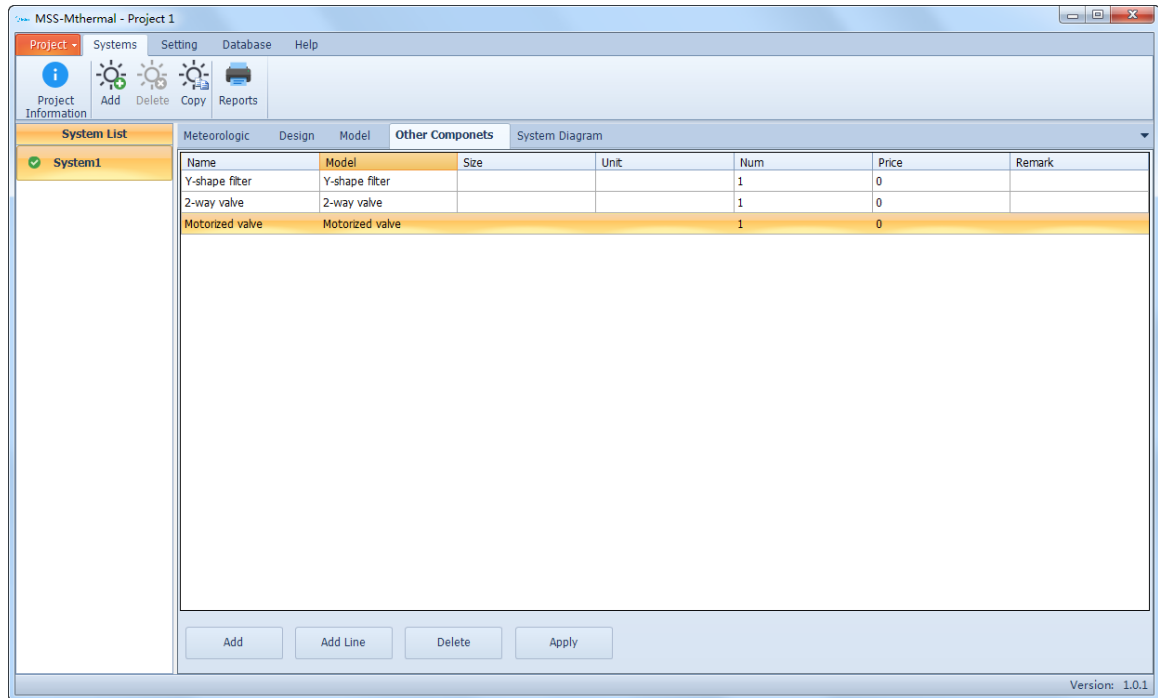 MSS-Mthermal - Project 1
Project Systems Setting Database Help
Project Information Add Delete Copy Reports
System List
System1
Meteorologic Design Model Other Componets System Diagram
Name Model Size Unit Num Price Remark
Y-shape filter Y-shape filter 1 0
2-way valve 2-way valve 1 0
Motorized valve Motorized valve 1 0
Add Add Line Delete Apply
Version: 1.0.1